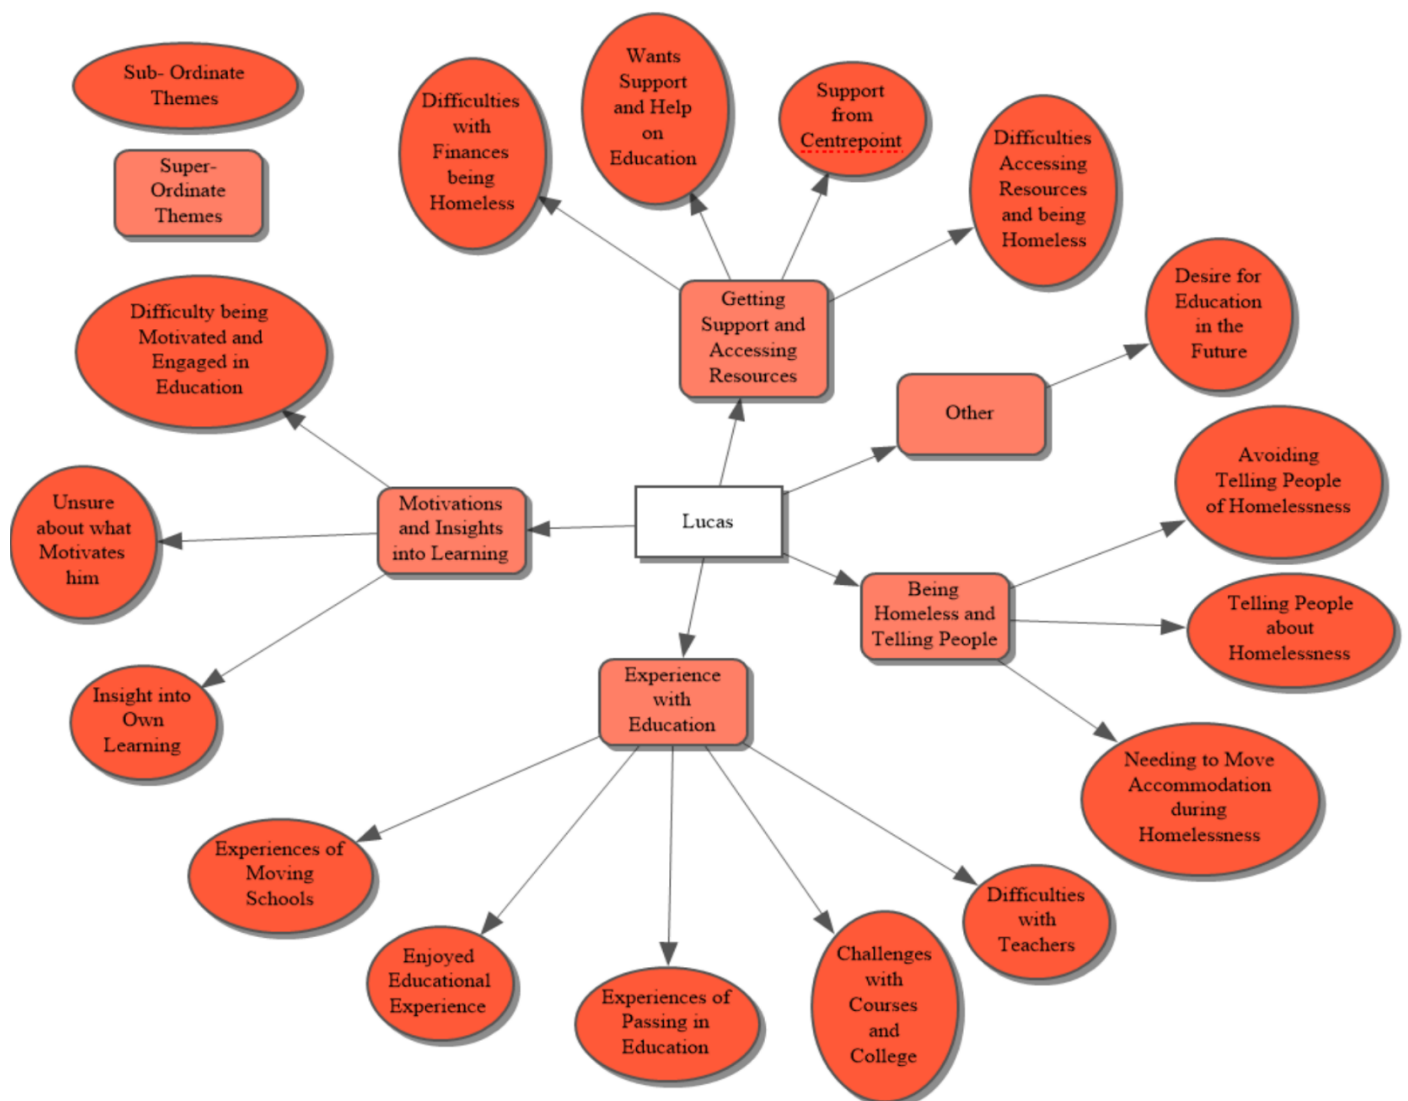 Sub- Ordinate
Themes
Super-
Ordinate
Themes
Difficulties
with
Finances
being
Homeless
Wants
Support
and Help
on
Education
Support
from
Centrepoint
Difficulties
Accessing
Resources
and being
Homeless
Getting
Support and
Accessing
Resources
Desire for
Education
in the
Future
Other
Difficulty being
Motivated and
Engaged in
Education
Unsure
about what
Motivates
him
Motivations
and Insights
into Learning
Lucas
Avoiding
Telling People
of Homelessness
Being
Homeless and
Telling People
Telling People
about
Homelessness
Insight into
Own
Learning
Experience
with
Education
Needing to Move
Accommodation
during
Homelessness
Experiences of
Moving
Schools
Enjoyed
Educational
Experience
Experiences of
Passing in
Education
Challenges
with
Courses
and
College
Difficulties
with
Teachers